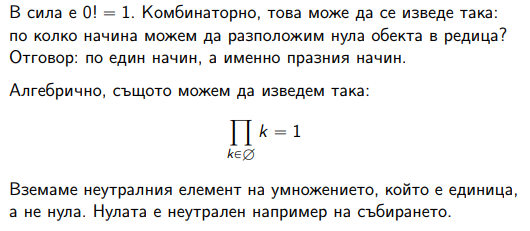 В сила е 0! = 1. Комбинаторно, това може да се изведе така:
по колко начина можем да разположим нула обекта в редица?
Отговор: по един начин, а именно празния начин.
Алгебрично, същото можем да изведем така:
∏ k = 1
k∈∅
Вземаме неутралния елемент на умножението, който е единица,
а не нула. Нулата е неутрален например на събирането.